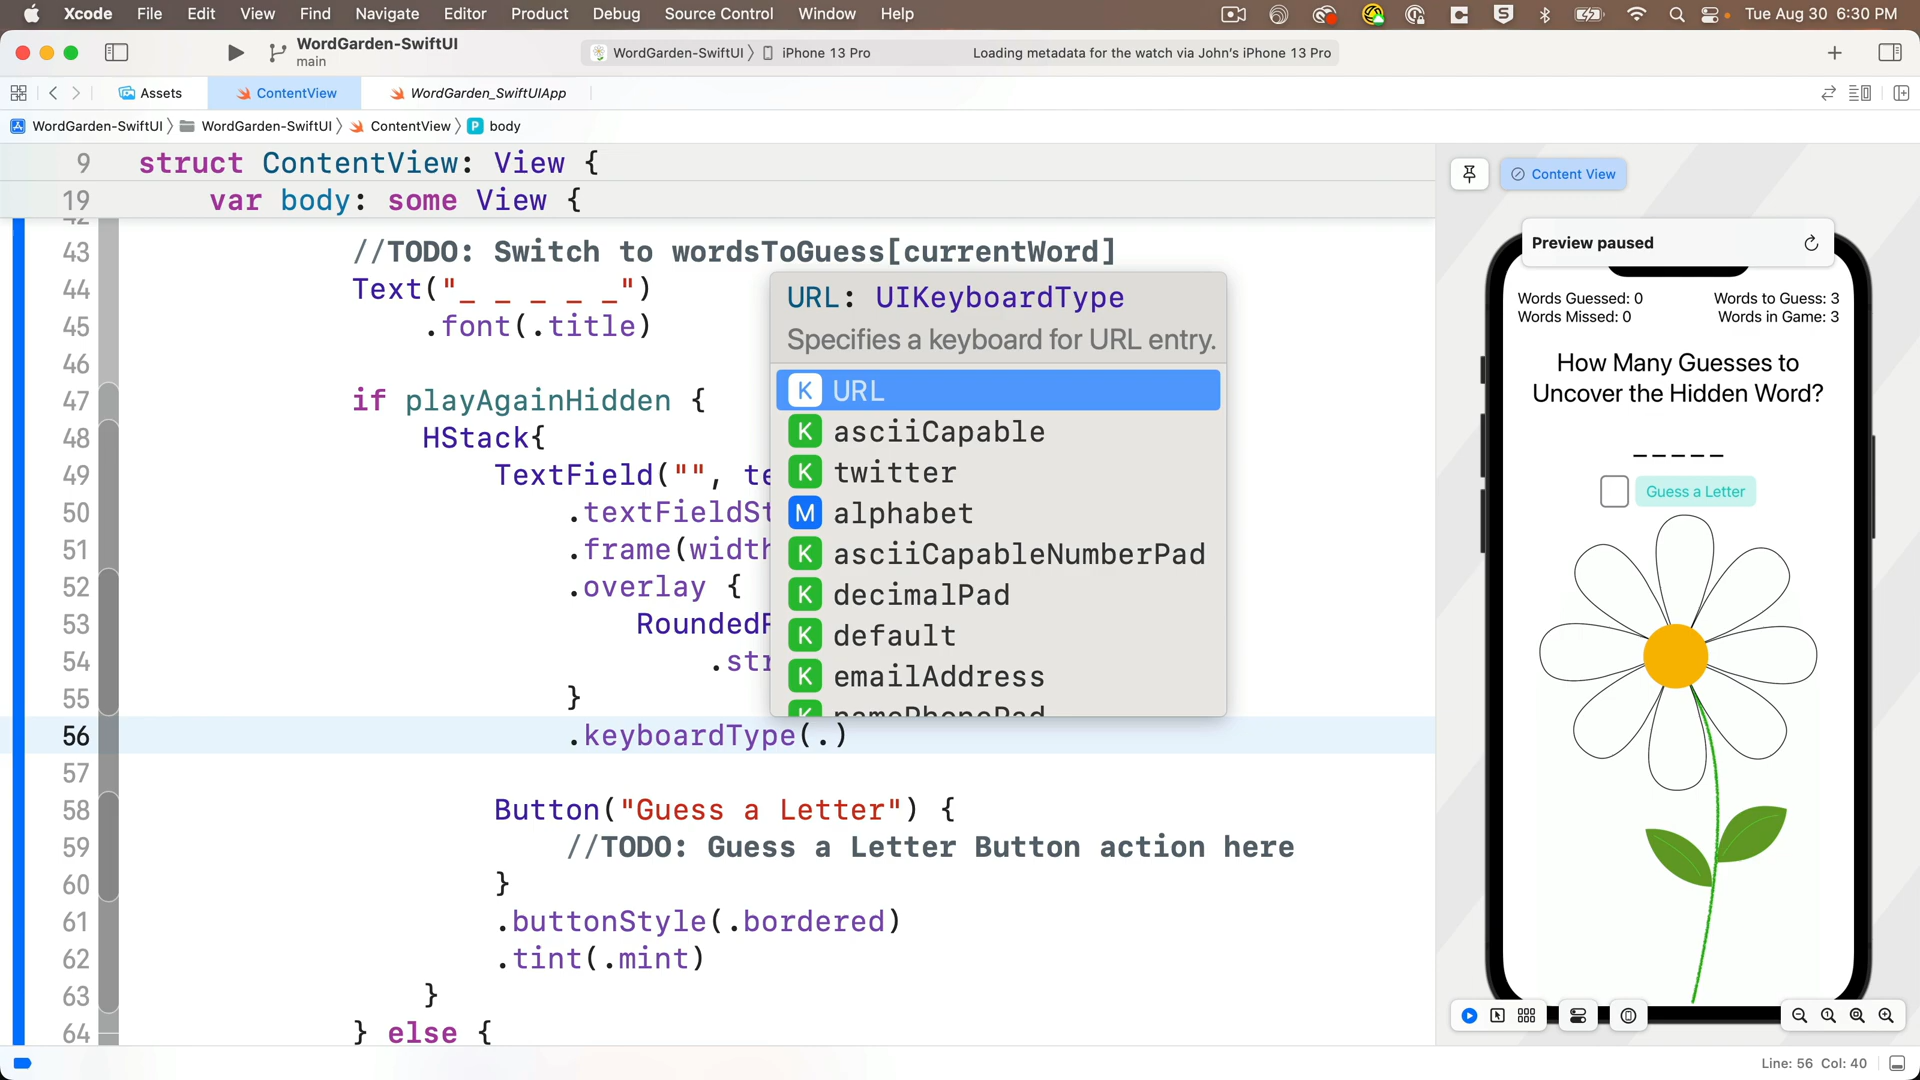 Xcode File Edit View Find Navigate Editor Product Debug Source Control Window Help Tue Aug 30 6:30 PM
WordGarden-SwiftUI
main
WordGarden-SwiftUI iPhone 13 Pro Loading metadata for the watch via John's iPhone 13 Pro
Assets ContentView WordGarden_SwiftUIApp
WordGarden-SwiftUI WordGarden-SwiftUI ContentView P body
9 struct ContentView: View {
19 var body: some View {
43 //TODO: Switch to wordsToGuess[currentWord]
44 Text("_ _ _ _ _")
45 .font(.title)
46
47 if playAgainHidden {
48 HStack{
49 TextField("", te
50 .textFieldSt
51 .frame(width
52 .overlay {
53 RoundedR
54 .str
55 }
56 .keyboardType(.)
57
58 Button("Guess a Letter") {
59 //TODO: Guess a Letter Button action here
60 }
61 .buttonStyle(.bordered)
62 .tint(.mint)
63 }
64 } else {
URL: UIKeyboardType
Specifies a keyboard for URL entry.
K URL
K asciiCapable
K twitter
M alphabet
K asciiCapableNumberPad
K decimalPad
K default
K emailAddress
K namePhonePad
Content View
Preview paused
Words Guessed: 0 Words to Guess: 3
Words Missed: 0 Words in Game: 3
How Many Guesses to
Uncover the Hidden Word?
_ _ _ _ _
Guess a Letter
Line: 56 Col: 40